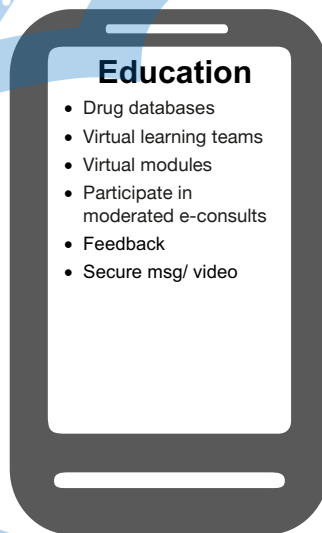 Education
• Drug databases
• Virtual learning teams
• Virtual modules
• Participate in
moderated e-consults
• Feedback
• Secure msg/ video